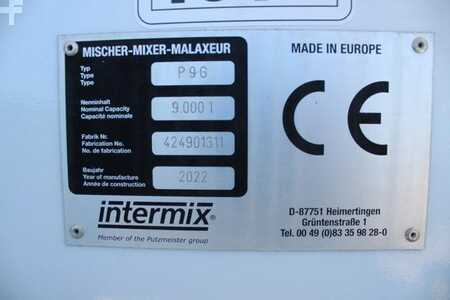 MISCHER-MIXER-MALAXEUR
Typ
Type
Type
P 9 G
Nenninhalt
Nominal Capacity
Capacité nominale
9.000 l
Fabrik Nr.
Fabrication No.
No. de fabrication
424901311
Baujahr
Year of manufacture
Année de construction
2022
intermix®
Member of the Putzmeister group
MADE IN EUROPE
CE
D-87751 Heimertingen
Grüntenstraße 1
Tel. 00 49 (0)83 35 98 28-0